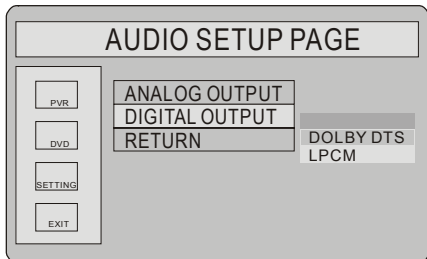 AUDIO SETUP PAGE
PVR
DVD
SETTING
EXIT
ANALOG OUTPUT
DIGITAL OUTPUT
RETURN
DOLBY DTS
LPCM